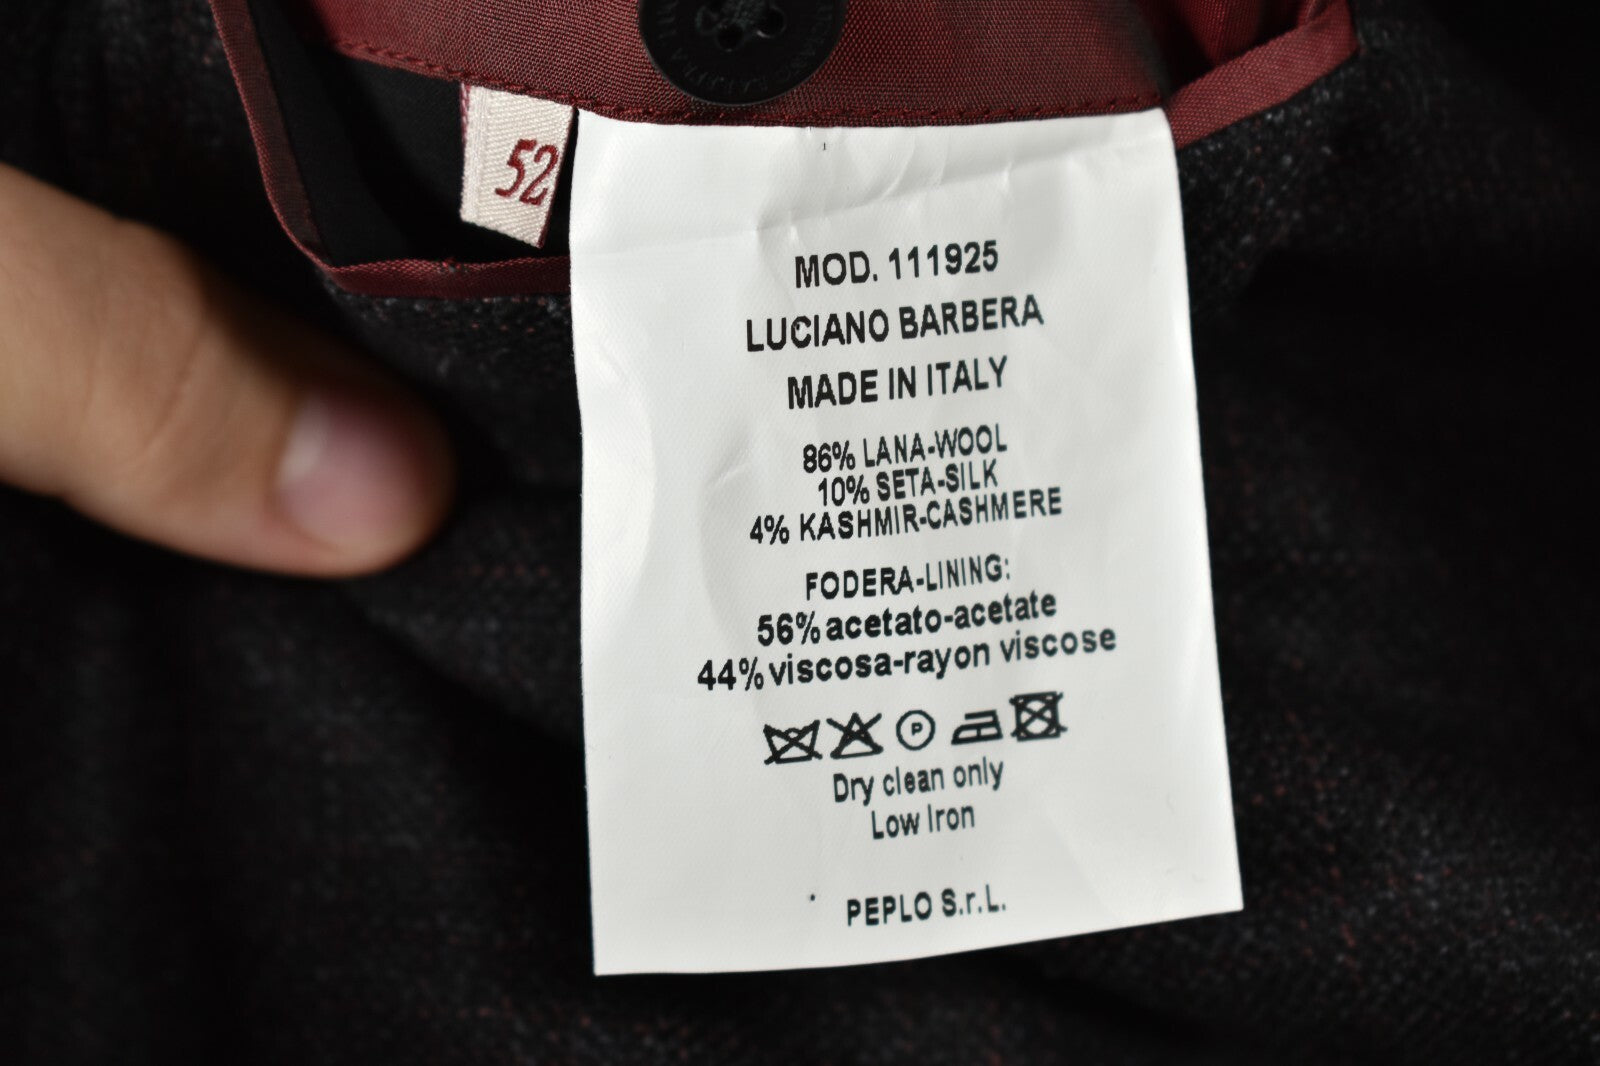 52
MOD. 111925
LUCIANO BARBERA
MADE IN ITALY
86% LANA-WOOL
10% SETA-SILK
4% KASHMIR-CASHMERE
FODERA-LINING:
56% acetato-acetate
44% viscosa-rayon viscose
P
Dry clean only
Low Iron
PEPLO S.r.L.